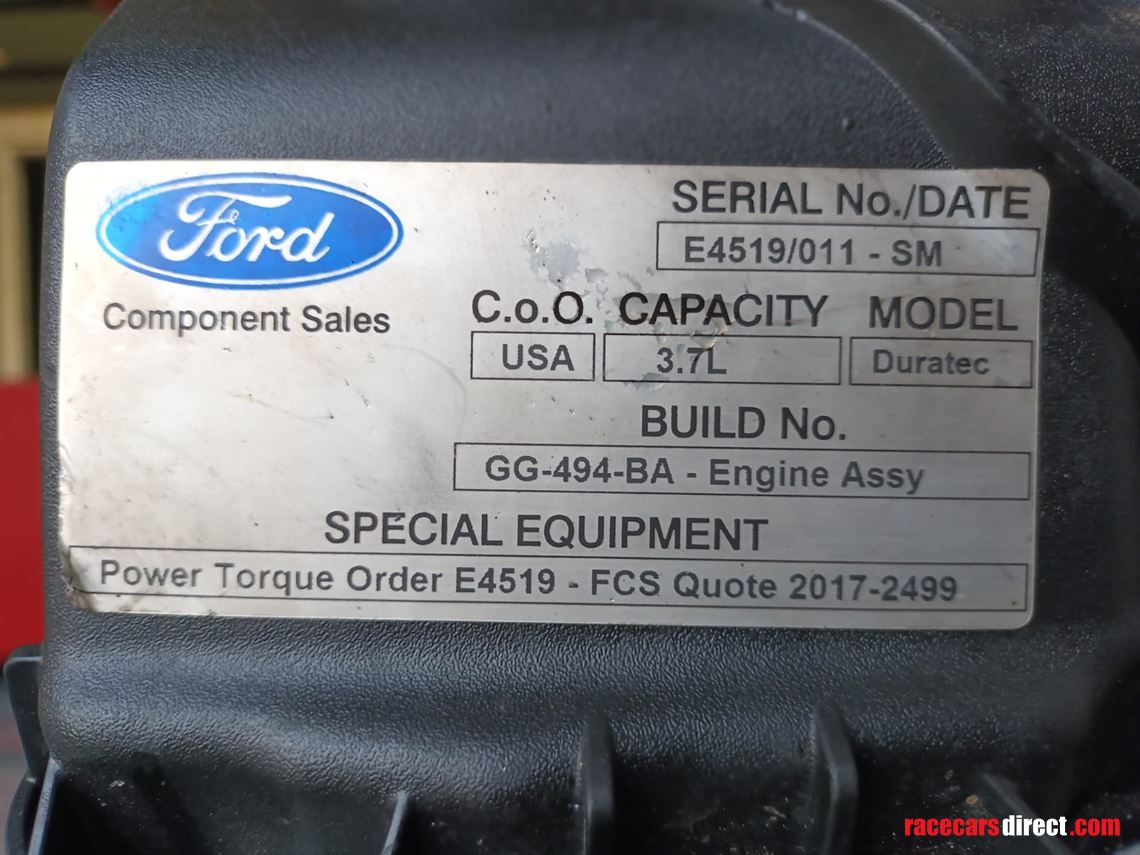 Ford
Component Sales
SERIAL No./DATE
E4519/011 - SM
C.o.O. CAPACITY MODEL
USA 3.7L Duratec
BUILD No.
GG-494-BA - Engine Assy
SPECIAL EQUIPMENT
Power Torque Order E4519 - FCS Quote 2017-2499
racecarsdirect.com